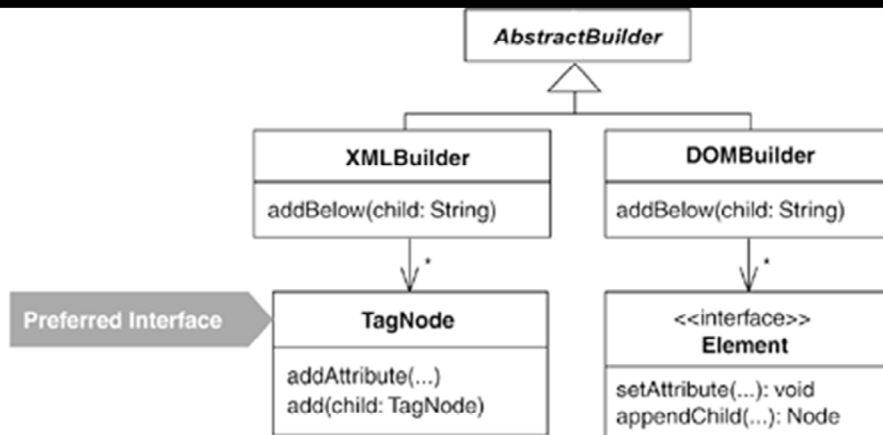 AbstractBuilder
XMLBuilder
addBelow(child: String)
DOMBuilder
addBelow(child: String)
*
*
Preferred Interface
TagNode
addAttribute(...)
add(child: TagNode)
<<interface>>
Element
setAttribute(...): void
appendChild(...): Node